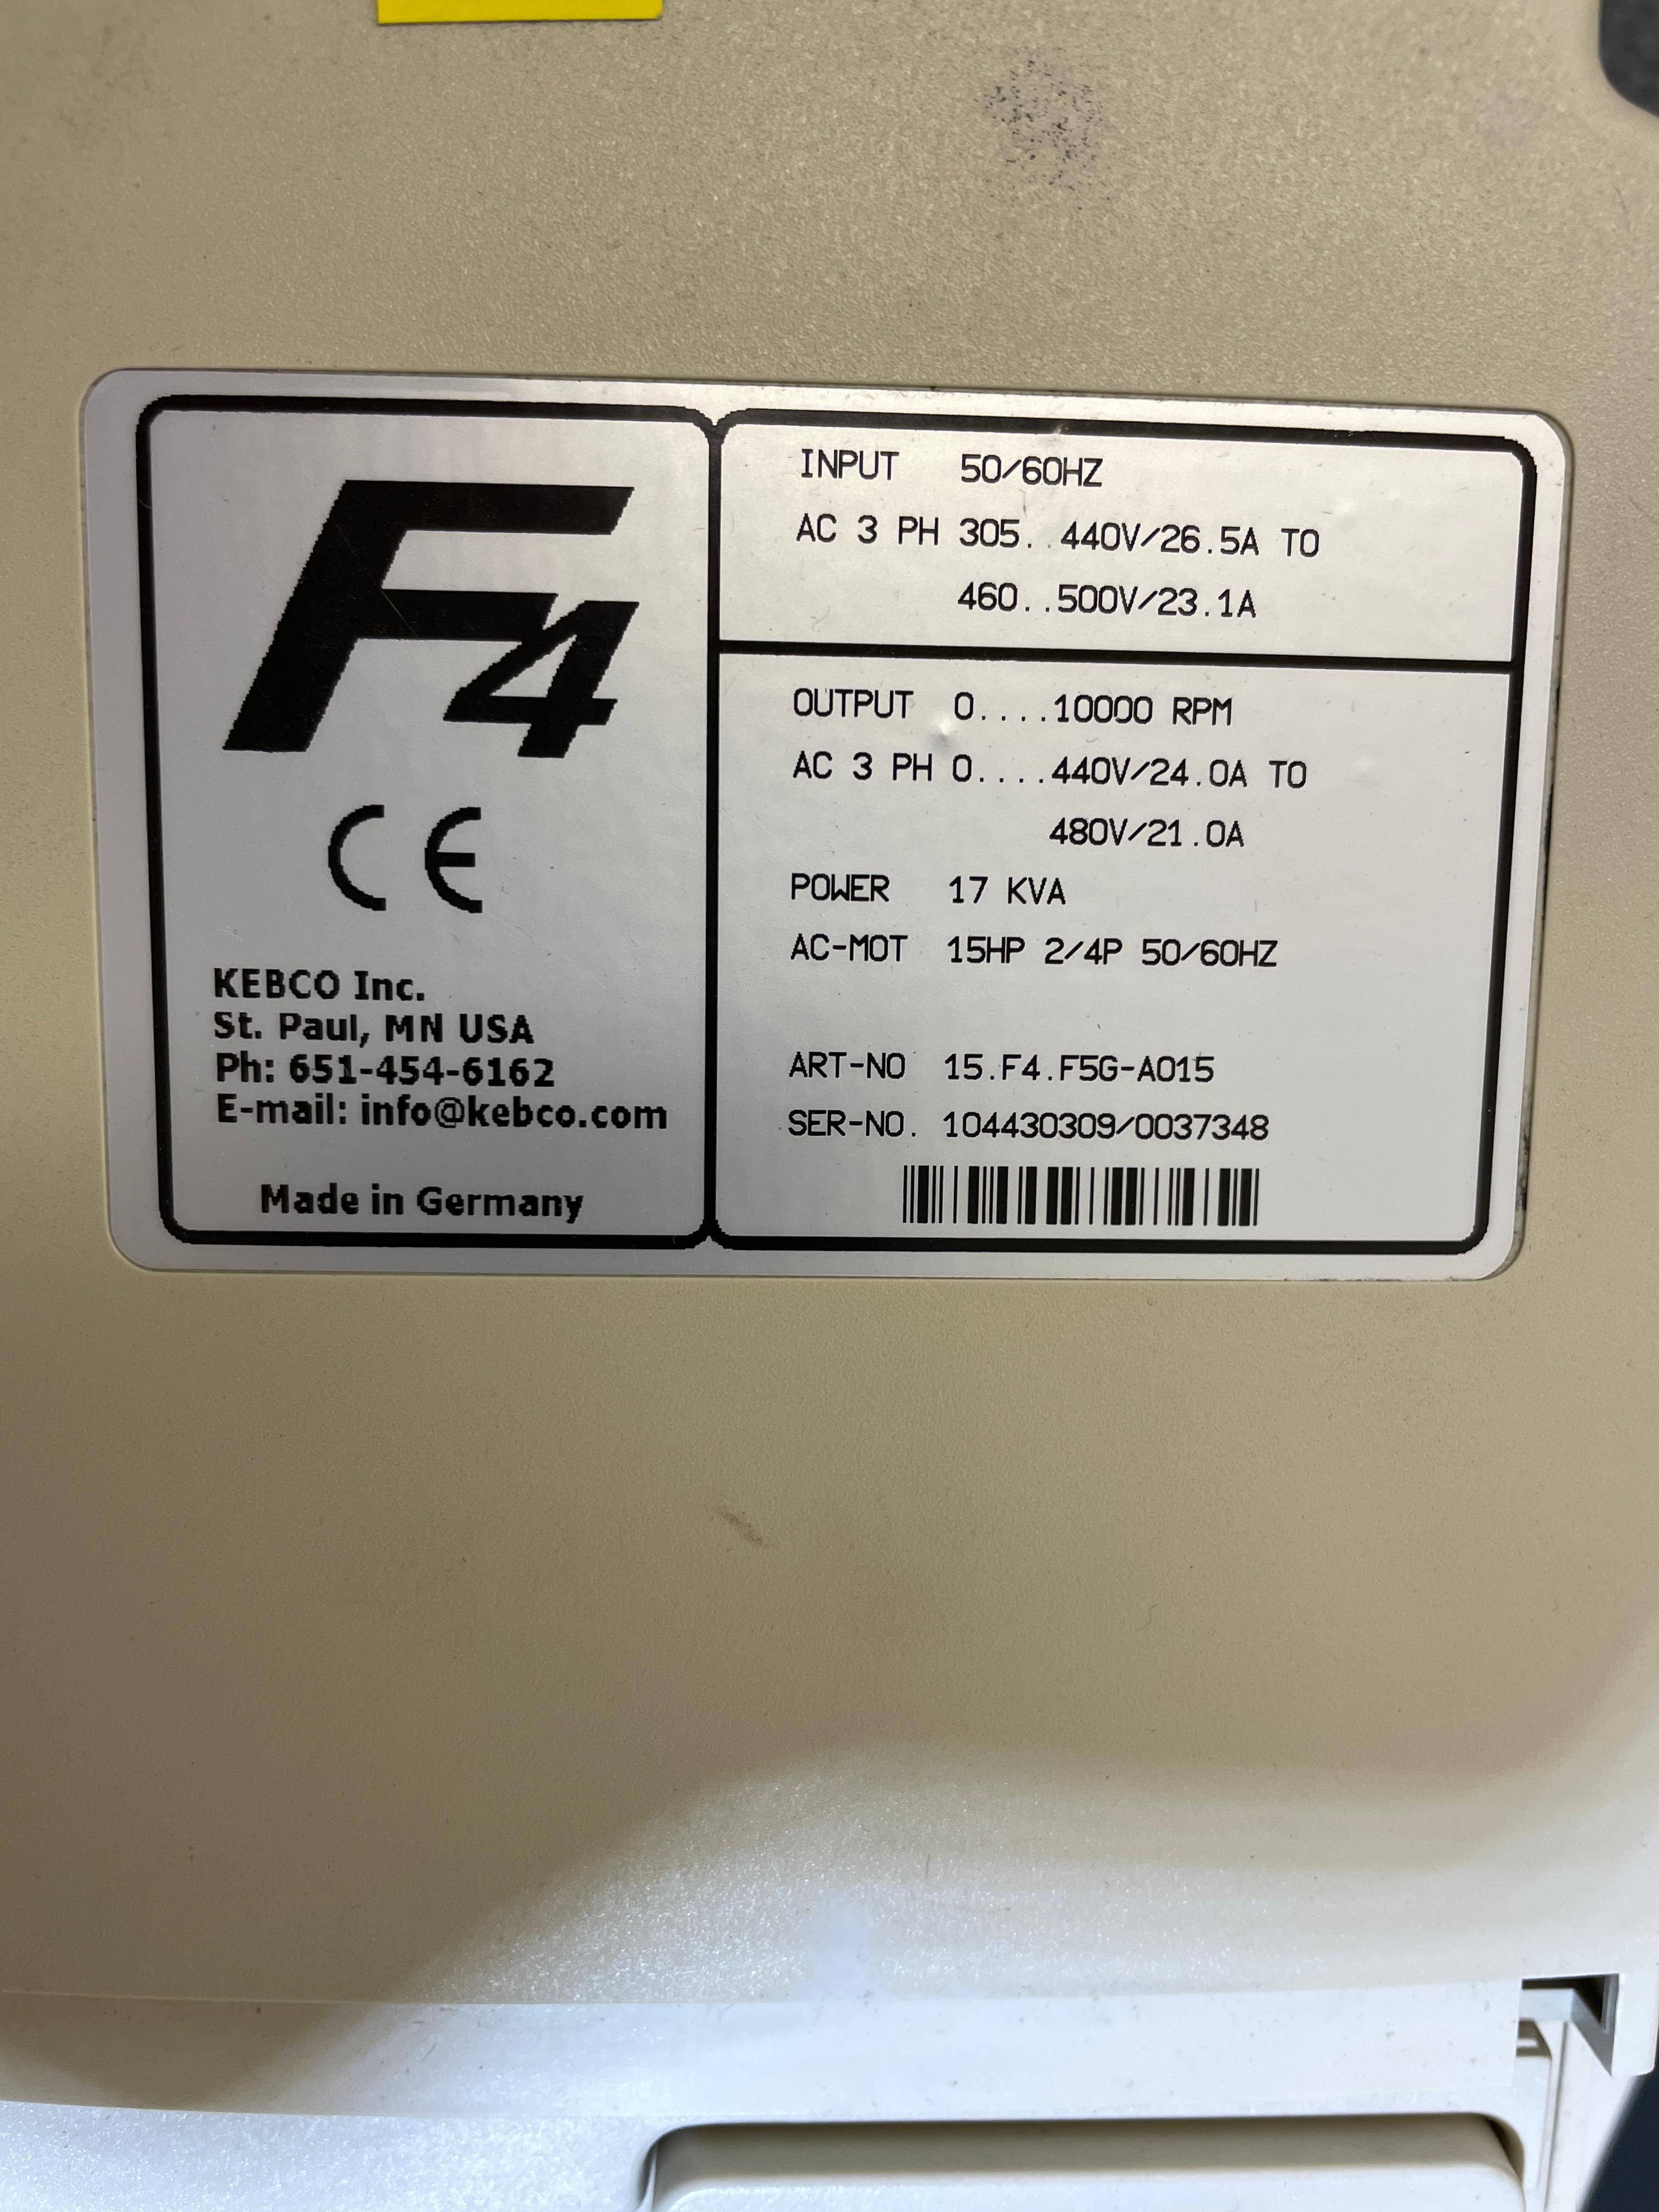 F4
CE
KEBCO Inc.
St. Paul, MN USA
Ph: 651-454-6162
E-mail: info@kebco.com
Made in Germany
INPUT 50/60HZ
AC 3 PH 305..440V/26.5A TO
460..500V/23.1A
OUTPUT 0....10000 RPM
AC 3 PH 0....440V/24.0A TO
480V/21.0A
POWER 17 KVA
AC-MOT 15HP 2/4P 50/60HZ
ART-NO 15.F4.F5G-A015
SER-NO. 104430309/0037348